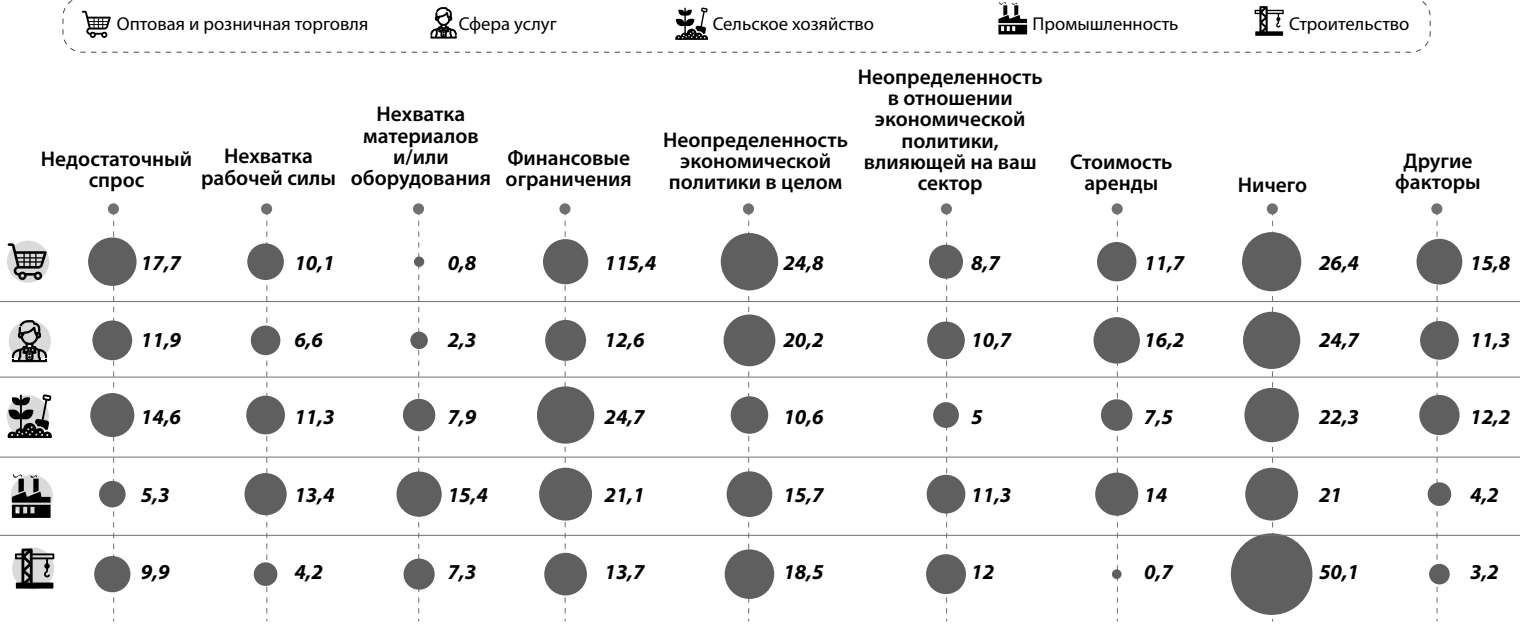 Оптовая и розничная торговля
Сфера услуг
Сельское хозяйство
Промышленность
Строительство
Недостаточный
спрос
Нехватка
рабочей силы
Нехватка
материалов
и/или
оборудования
Финансовые
ограничения
Неопределенность
экономической
политики в целом
Неопределенность
в отношении
экономической
политики,
влияющей на ваш
сектор
Стоимость
аренды
Ничего
Другие
факторы
17,7 10,1 0,8 115,4 24,8 8,7 11,7 26,4 15,8
11,9 6,6 2,3 12,6 20,2 10,7 16,2 24,7 11,3
14,6 11,3 7,9 24,7 10,6 5 7,5 22,3 12,2
5,3 13,4 15,4 21,1 15,7 11,3 14 21 4,2
9,9 4,2 7,3 13,7 18,5 12 0,7 50,1 3,2